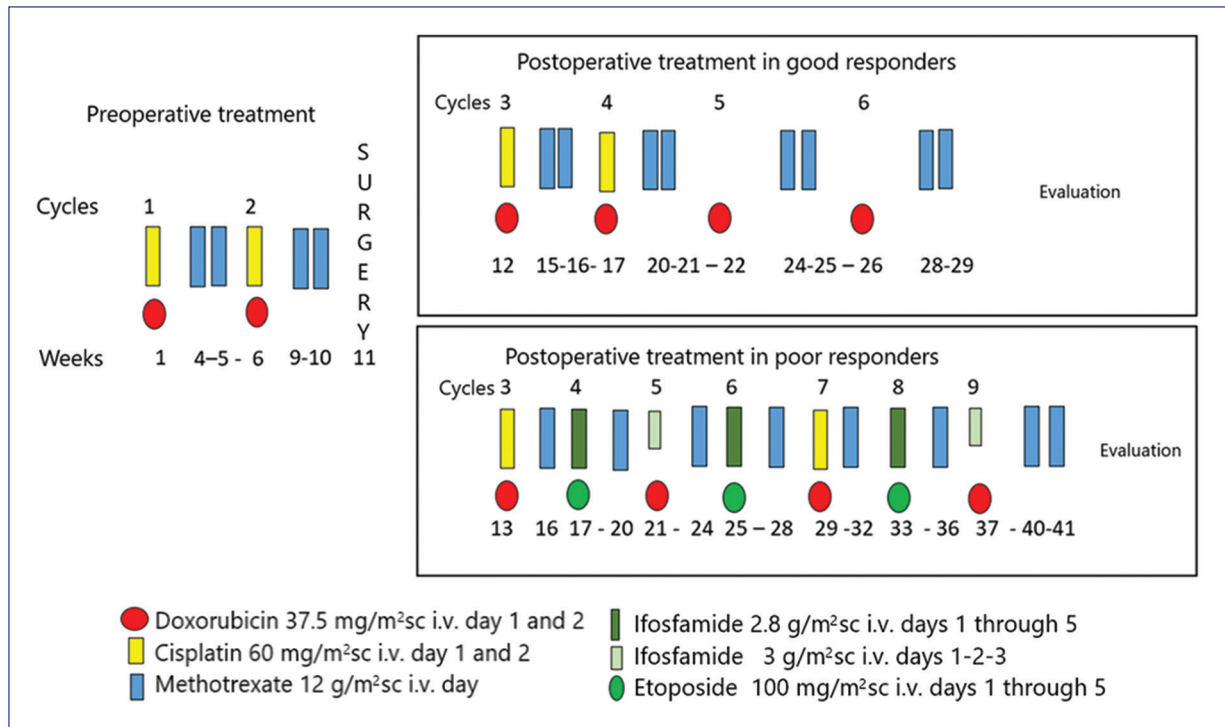 Preoperative treatment
Cycles 1 2
SURGERY
Weeks 1 4–5 - 6 9-10 11
Postoperative treatment in good responders
Cycles 3 4 5 6
Evaluation
12 15-16- 17 20-21 – 22 24-25 – 26 28-29
Postoperative treatment in poor responders
Cycles 3 4 5 6 7 8 9
Evaluation
13 16 17 - 20 21 - 24 25 – 28 29 -32 33 - 36 37 - 40-41
Doxorubicin 37.5 mg/m²sc i.v. day 1 and 2
Cisplatin 60 mg/m²sc i.v. day 1 and 2
Methotrexate 12 g/m²sc i.v. day
Ifosfamide 2.8 g/m²sc i.v. days 1 through 5
Ifosfamide 3 g/m²sc i.v. days 1-2-3
Etoposide 100 mg/m²sc i.v. days 1 through 5